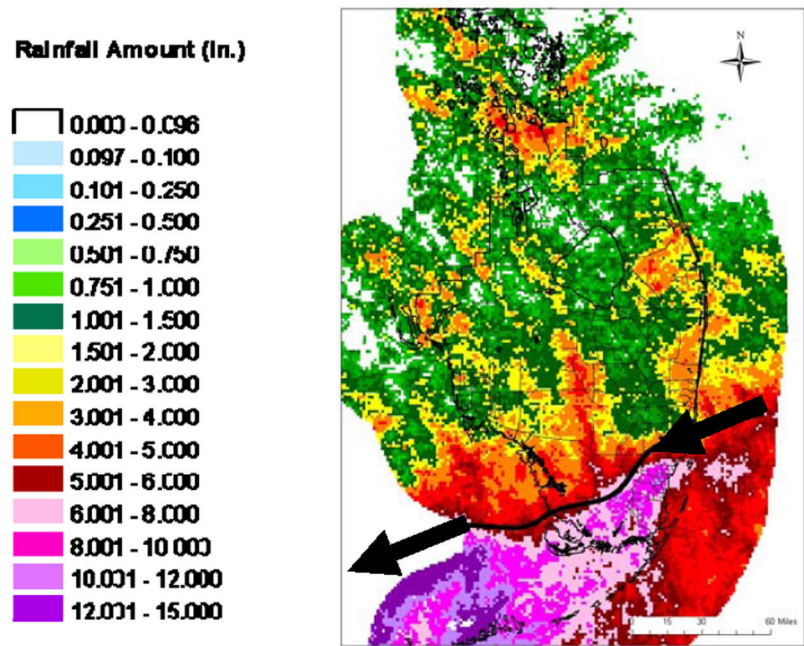 Rainfall Amount (In.)
0.000 - 0.096
0.097 - 0.100
0.101 - 0.250
0.251 - 0.500
0.501 - 0.750
0.751 - 1.000
1.001 - 1.500
1.501 - 2.000
2.001 - 3.000
3.001 - 4.000
4.001 - 5.000
5.001 - 6.000
6.001 - 8.000
8.001 - 10 000
10.001 - 12.000
12.001 - 15.000
N
0 15 30 60 Miles